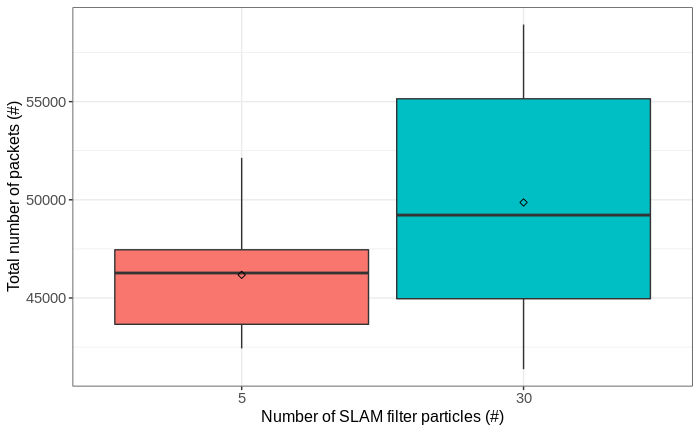 Total number of packets (#)
55000
50000
45000
5
30
Number of SLAM filter particles (#)